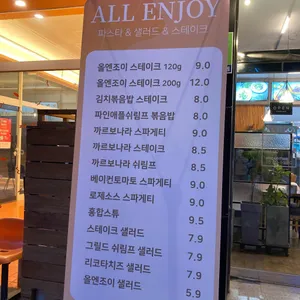 ALL ENJOY
파스타 & 샐러드 & 스테이크
올엔조이 스테이크 120g 9.0
올엔조이 스테이크 200g 12.0
김치볶음밥 스테이크 8.0
파인애플쉬림프 볶음밥 8.0
까르보나라 스파게티 8.0
까르보나라 스테이크 8.5
까르보나라 쉬림프 8.5
베이컨토마토 스파게티 9.0
로제소스 스파게티 9.0
홍합스튜 9.5
스테이크 샐러드 7.9
그릴드 쉬림프 샐러드 7.9
리코타치즈 샐러드 7.9
올엔조이 샐러드 5.9
OPEN